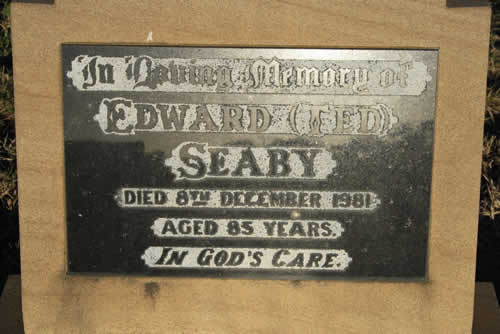 In Loving Memory of
EDWARD (TED)
SEABY
DIED 8TH DECEMBER 1981
AGED 85 YEARS.
IN GOD'S CARE.